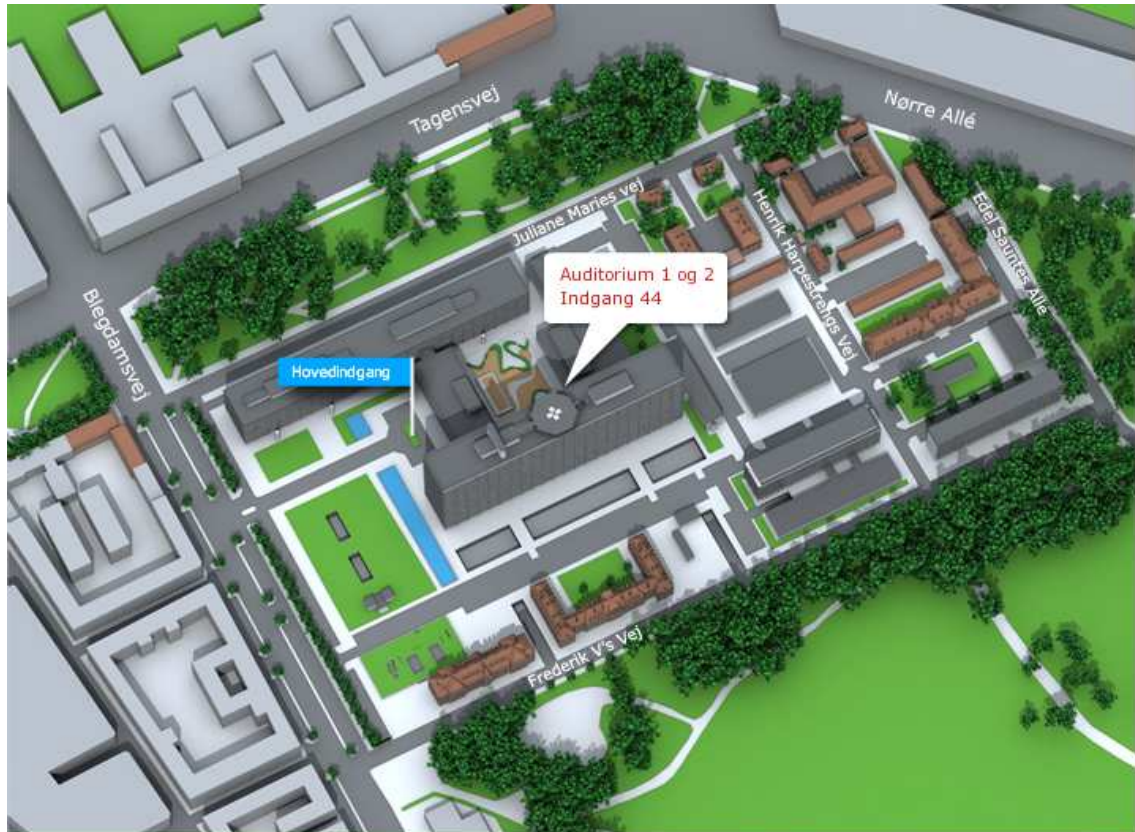 Tagensvej
Nørre Allé
Juliane Maries vej
Henrik Harpestrengs Vej
Edel Sauntes Allé
Auditorium 1 og 2
Indgang 44
Blegdamsvej
Hovedindgang
Frederik V's Vej